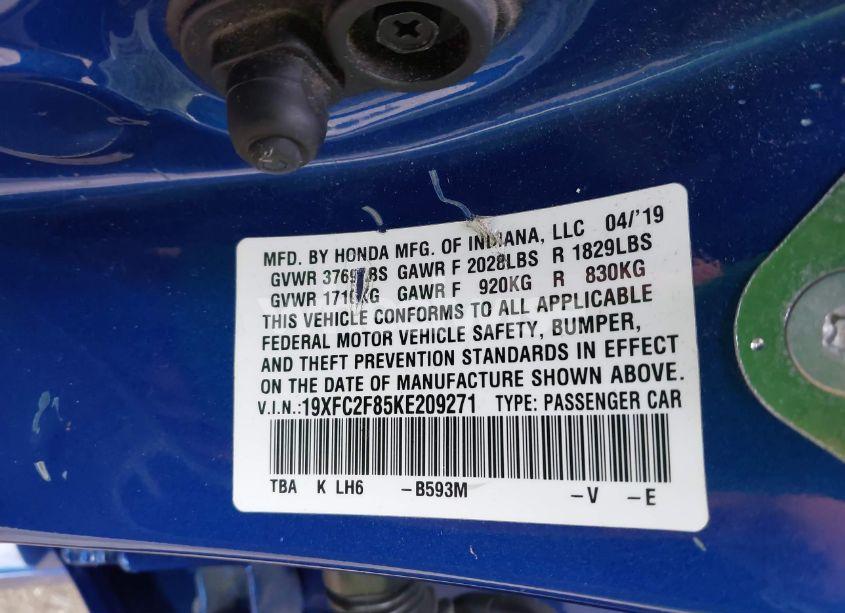 MFD. BY HONDA MFG. OF INDIANA, LLC 04/'19
GVWR 3769LBS GAWR F 2028LBS R 1829LBS
GVWR 1710KG GAWR F 920KG R 830KG
THIS VEHICLE CONFORMS TO ALL APPLICABLE
FEDERAL MOTOR VEHICLE SAFETY, BUMPER,
AND THEFT PREVENTION STANDARDS IN EFFECT
ON THE DATE OF MANUFACTURE SHOWN ABOVE.
V.I.N.:19XFC2F85KE209271 TYPE: PASSENGER CAR
TBA K LH6 -B593M -V -E